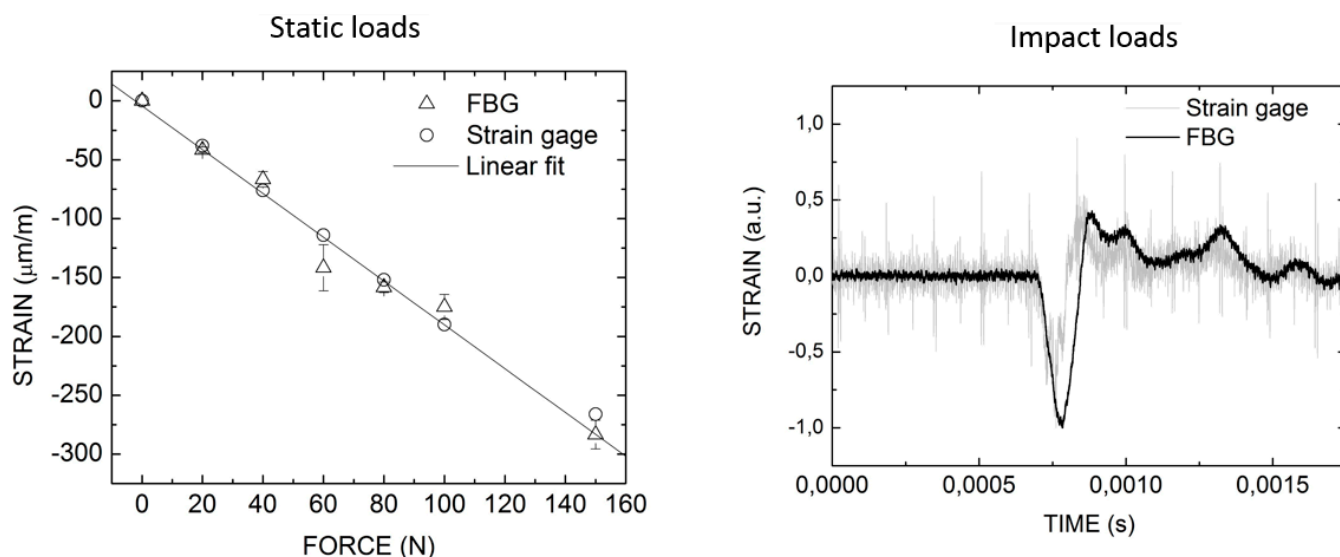 Static loads
0
-50
-100
-150
-200
-250
-300
STRAIN (μm/m)
FBG
Strain gage
Linear fit
0 20 40 60 80 100 120 140 160
FORCE (N)
Impact loads
1,0
0,5
0,0
-0,5
-1,0
STRAIN (a.u.)
Strain gage
FBG
0,0000 0,0005 0,0010 0,0015
TIME (s)